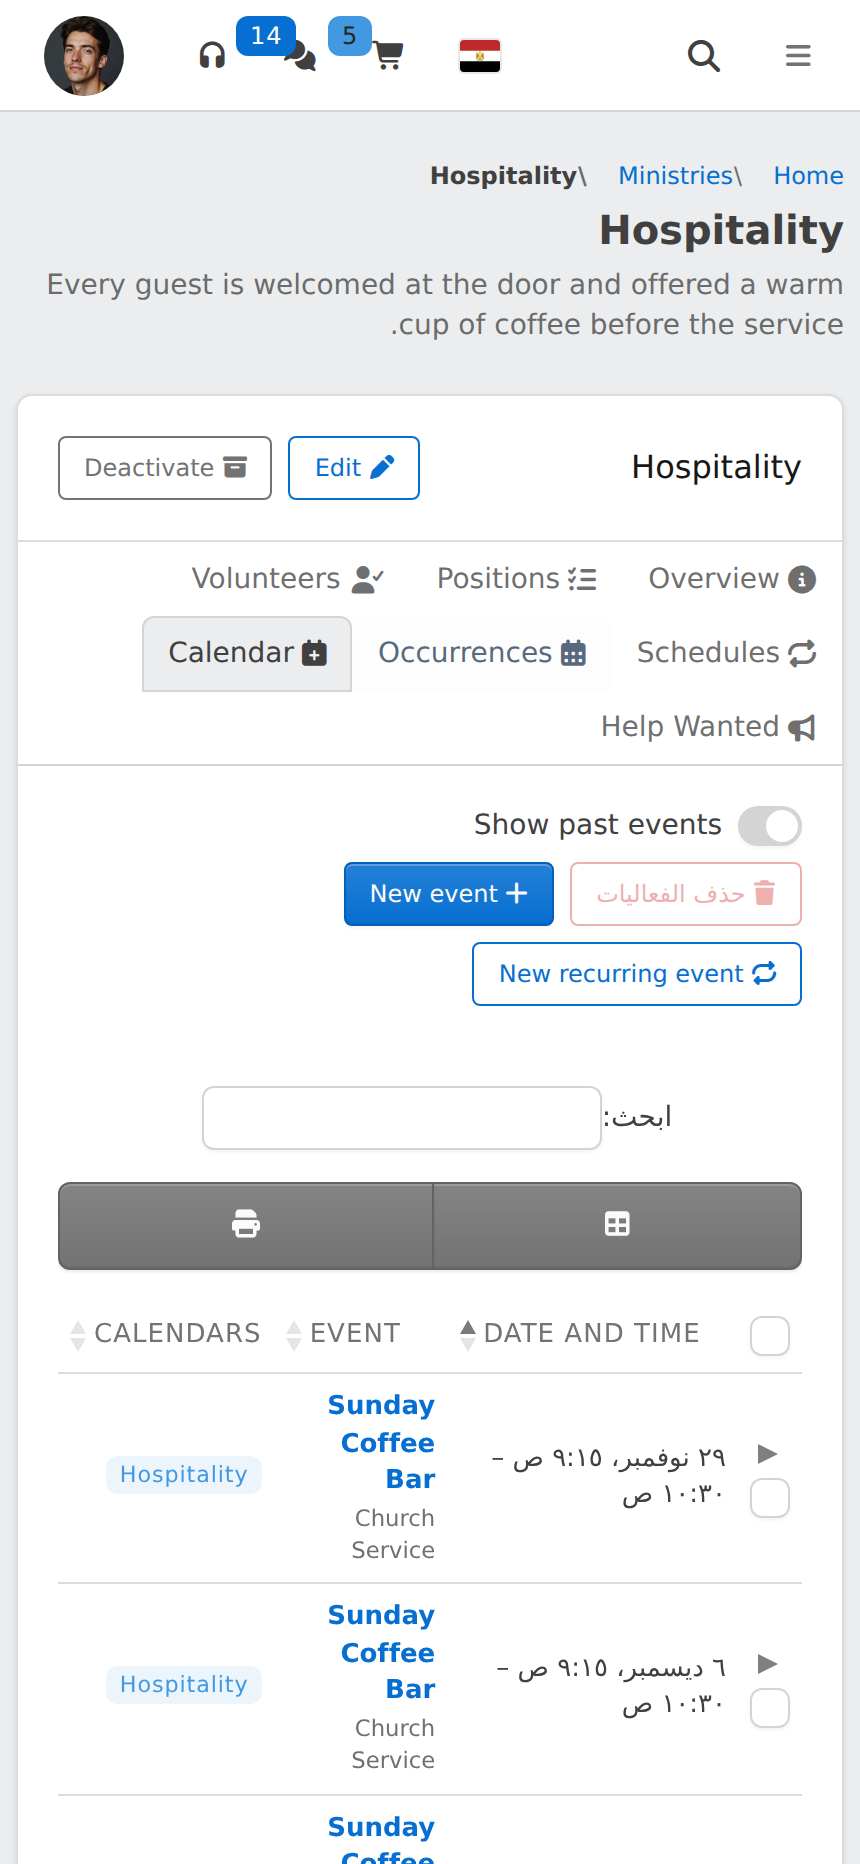 14
5
Home \ Ministries \ Hospitality
Hospitality
Every guest is welcomed at the door and offered a warm
cup of coffee before the service.
Hospitality
Edit
Deactivate
Overview
Positions
Volunteers
Schedules
Occurrences
Calendar
Help Wanted
Show past events
حذف الفعاليات
New event
New recurring event
ابحث:
DATE AND TIME
EVENT
CALENDARS
٢٩ نوفمبر، ٩:١٥ ص –
١٠:٣٠ ص
Sunday
Coffee
Bar
Church
Service
Hospitality
٦ ديسمبر، ٩:١٥ ص –
١٠:٣٠ ص
Sunday
Coffee
Bar
Church
Service
Hospitality
Sunday
Coffee